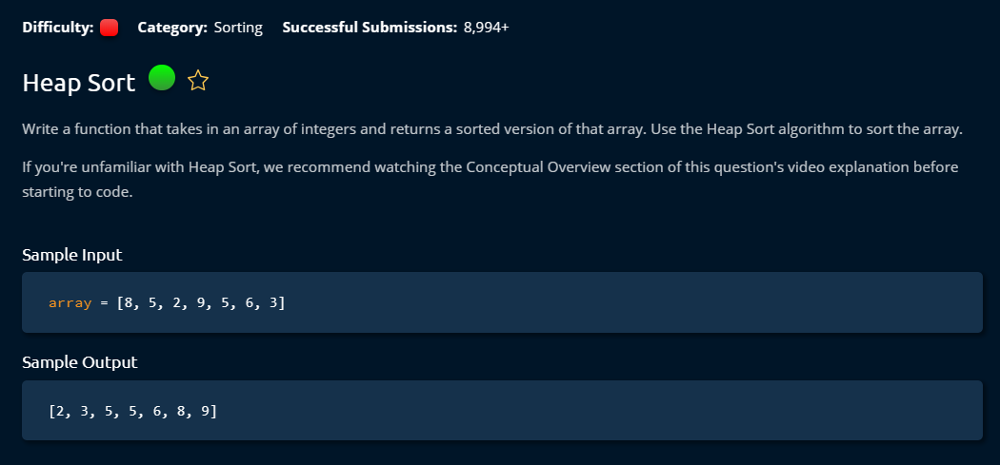 Difficulty: Category: Sorting Successful Submissions: 8,994+
Heap Sort
Write a function that takes in an array of integers and returns a sorted version of that array. Use the Heap Sort algorithm to sort the array.
If you're unfamiliar with Heap Sort, we recommend watching the Conceptual Overview section of this question's video explanation before
starting to code.
Sample Input
array = [8, 5, 2, 9, 5, 6, 3]
Sample Output
[2, 3, 5, 5, 6, 8, 9]